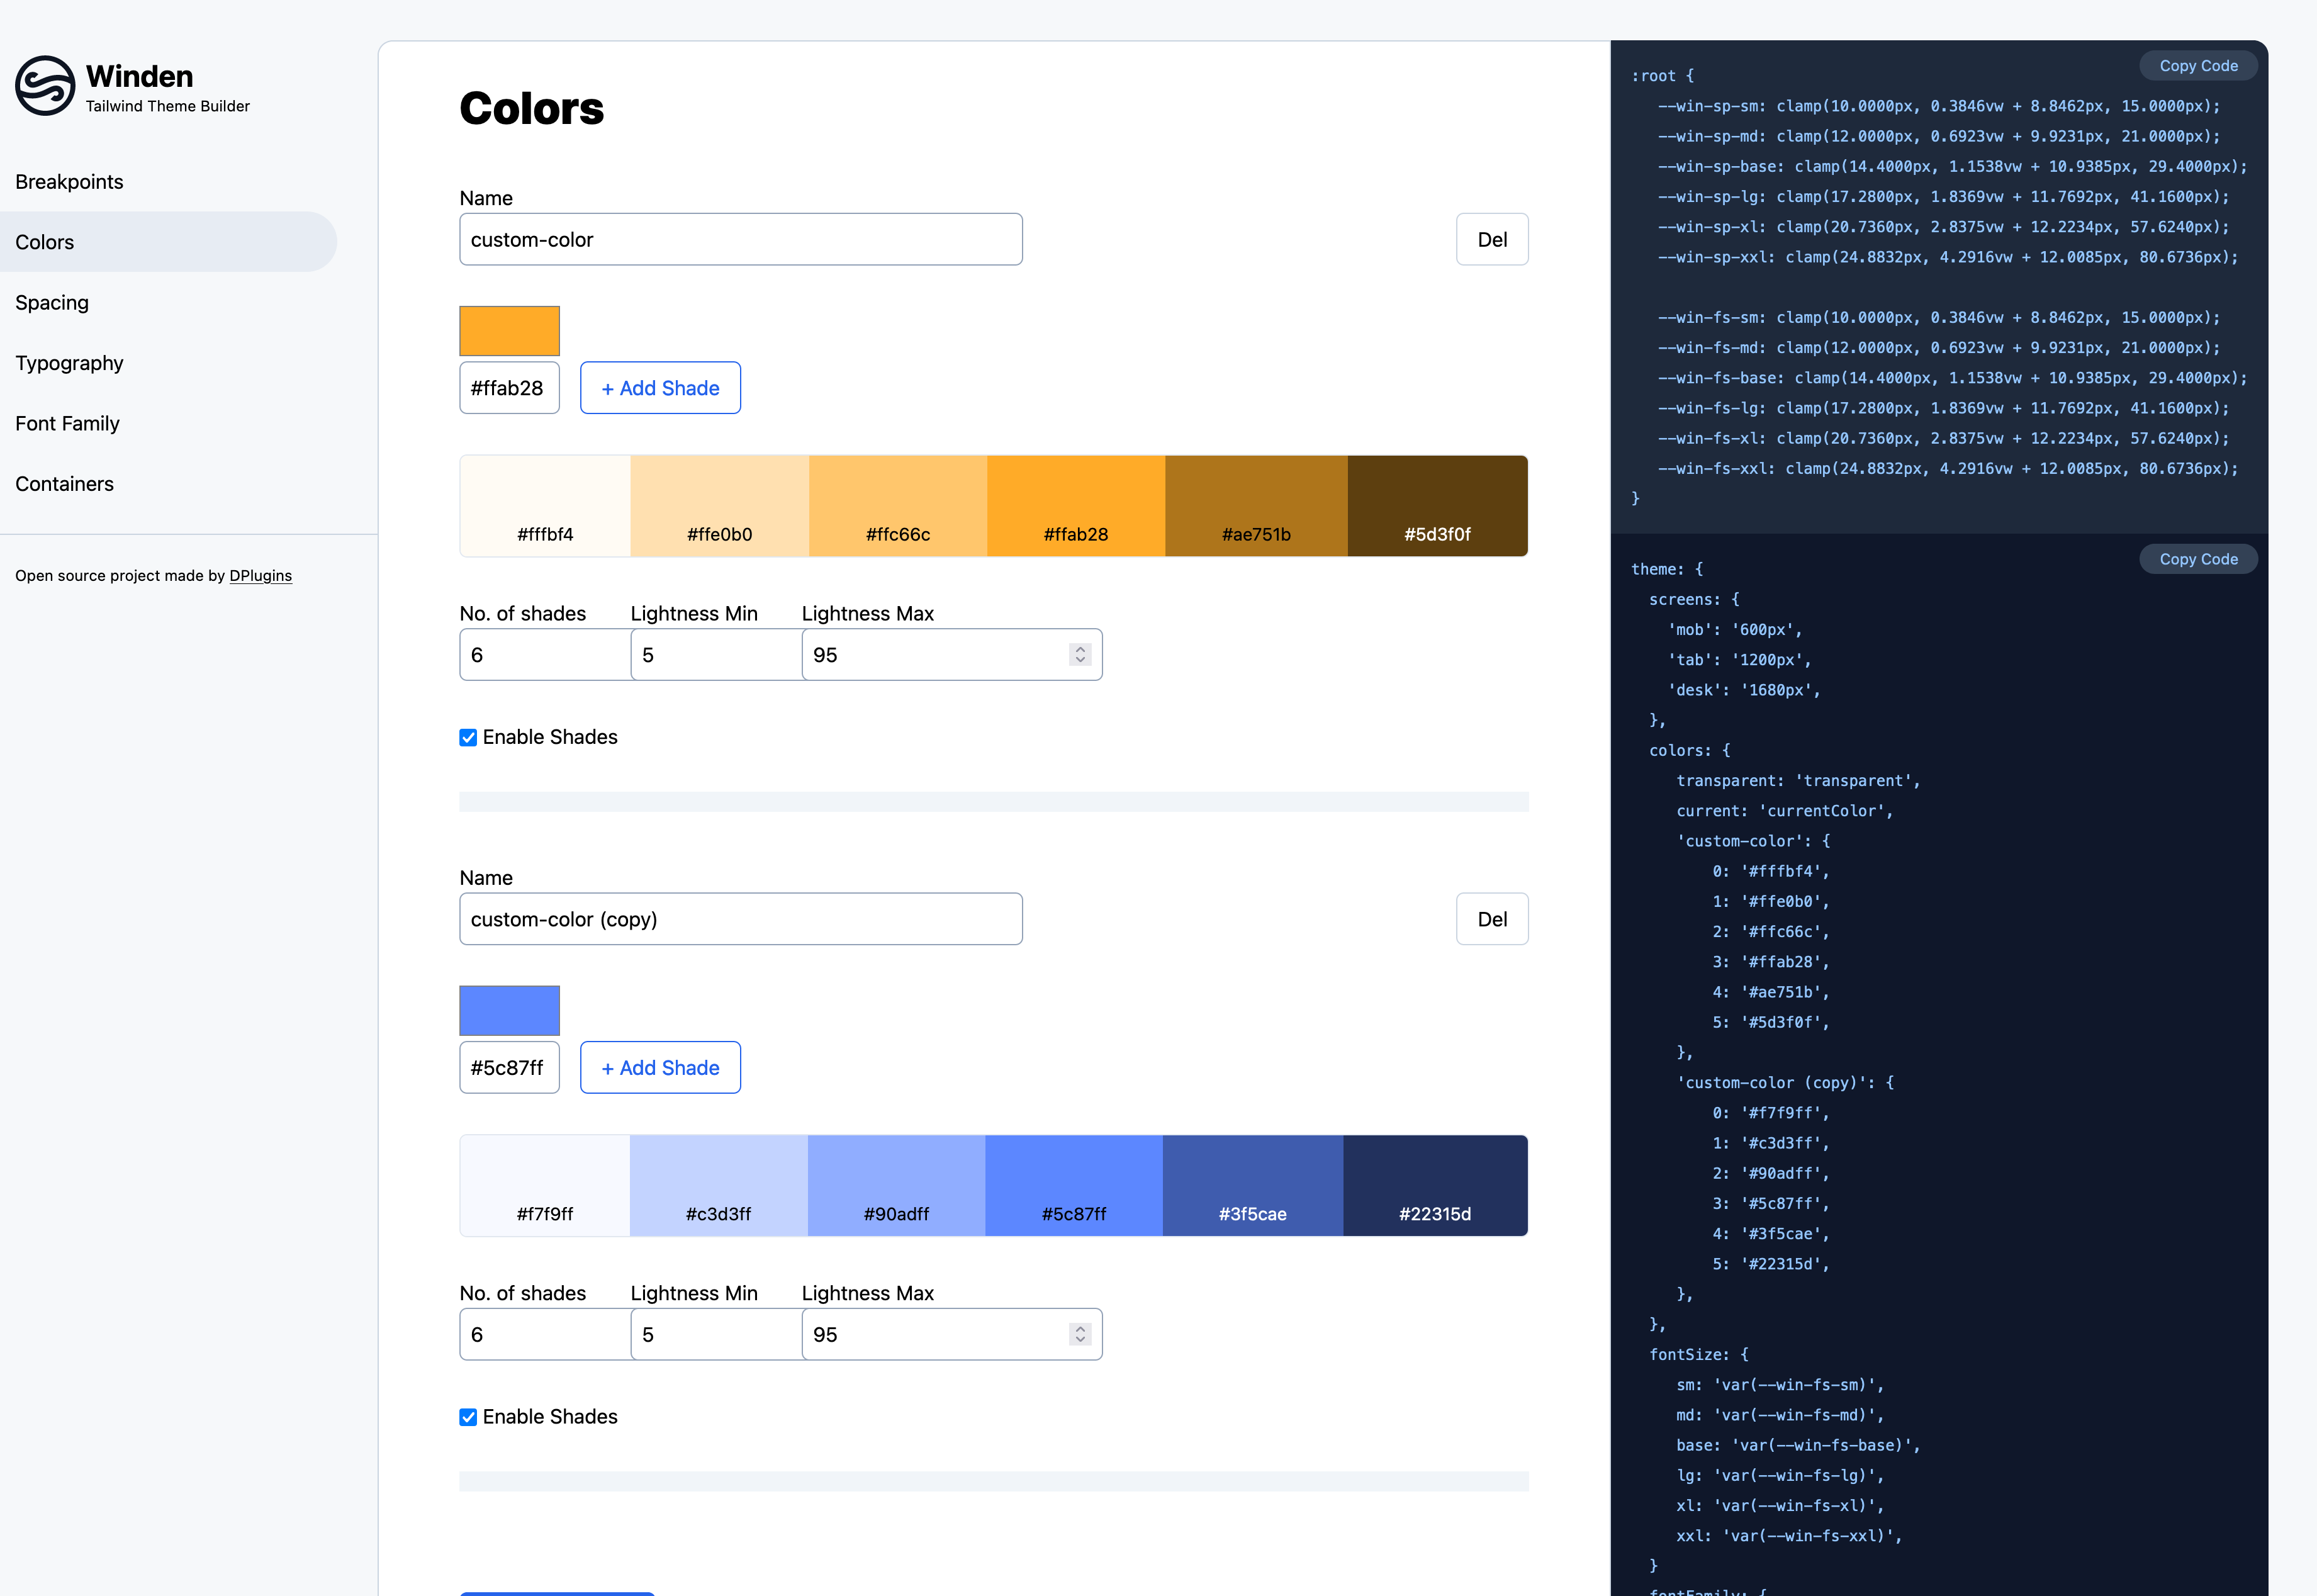 Winden
Tailwind Theme Builder
Breakpoints
Colors
Spacing
Typography
Font Family
Containers
Open source project made by DPlugins
Colors
Name
custom-color
Del
#ffab28
+ Add Shade
#fffbf4 #ffe0b0 #ffc66c #ffab28 #ae751b #5d3f0f
No. of shades Lightness Min Lightness Max
6 5 95
Enable Shades
Name
custom-color (copy)
Del
#5c87ff
+ Add Shade
#f7f9ff #c3d3ff #90adff #5c87ff #3f5cae #22315d
No. of shades Lightness Min Lightness Max
6 5 95
Enable Shades
Copy Code
:root {
--win-sp-sm: clamp(10.0000px, 0.3846vw + 8.8462px, 15.0000px);
--win-sp-md: clamp(12.0000px, 0.6923vw + 9.9231px, 21.0000px);
--win-sp-base: clamp(14.4000px, 1.1538vw + 10.9385px, 29.4000px);
--win-sp-lg: clamp(17.2800px, 1.8369vw + 11.7692px, 41.1600px);
--win-sp-xl: clamp(20.7360px, 2.8375vw + 12.2234px, 57.6240px);
--win-sp-xxl: clamp(24.8832px, 4.2916vw + 12.0085px, 80.6736px);
--win-fs-sm: clamp(10.0000px, 0.3846vw + 8.8462px, 15.0000px);
--win-fs-md: clamp(12.0000px, 0.6923vw + 9.9231px, 21.0000px);
--win-fs-base: clamp(14.4000px, 1.1538vw + 10.9385px, 29.4000px);
--win-fs-lg: clamp(17.2800px, 1.8369vw + 11.7692px, 41.1600px);
--win-fs-xl: clamp(20.7360px, 2.8375vw + 12.2234px, 57.6240px);
--win-fs-xxl: clamp(24.8832px, 4.2916vw + 12.0085px, 80.6736px);
}
Copy Code
theme: {
screens: {
'mob': '600px',
'tab': '1200px',
'desk': '1680px',
},
colors: {
transparent: 'transparent',
current: 'currentColor',
'custom-color': {
0: '#fffbf4',
1: '#ffe0b0',
2: '#ffc66c',
3: '#ffab28',
4: '#ae751b',
5: '#5d3f0f',
},
'custom-color (copy)': {
0: '#f7f9ff',
1: '#c3d3ff',
2: '#90adff',
3: '#5c87ff',
4: '#3f5cae',
5: '#22315d',
},
},
fontSize: {
sm: 'var(--win-fs-sm)',
md: 'var(--win-fs-md)',
base: 'var(--win-fs-base)',
lg: 'var(--win-fs-lg)',
xl: 'var(--win-fs-xl)',
xxl: 'var(--win-fs-xxl)',
}
fontFamily: {